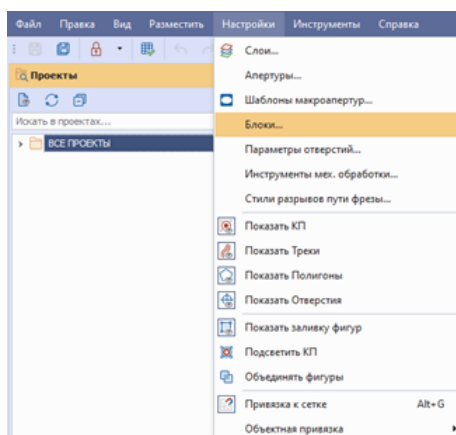 Файл Правка Вид Разместить Настройки Инструменты Справка
Проекты
Искать в проектах...
ВСЕ ПРОЕКТЫ
Слои...
Апертуры...
Шаблоны макроапертур...
Блоки...
Параметры отверстий...
Инструменты мех. обработки...
Стили разрывов пути фрезы...
Показать КП
Показать Треки
Показать Полигоны
Показать Отверстия
Показать заливку фигур
Подсветить КП
Объединять фигуры
Привязка к сетке Alt+G
Объектная привязка